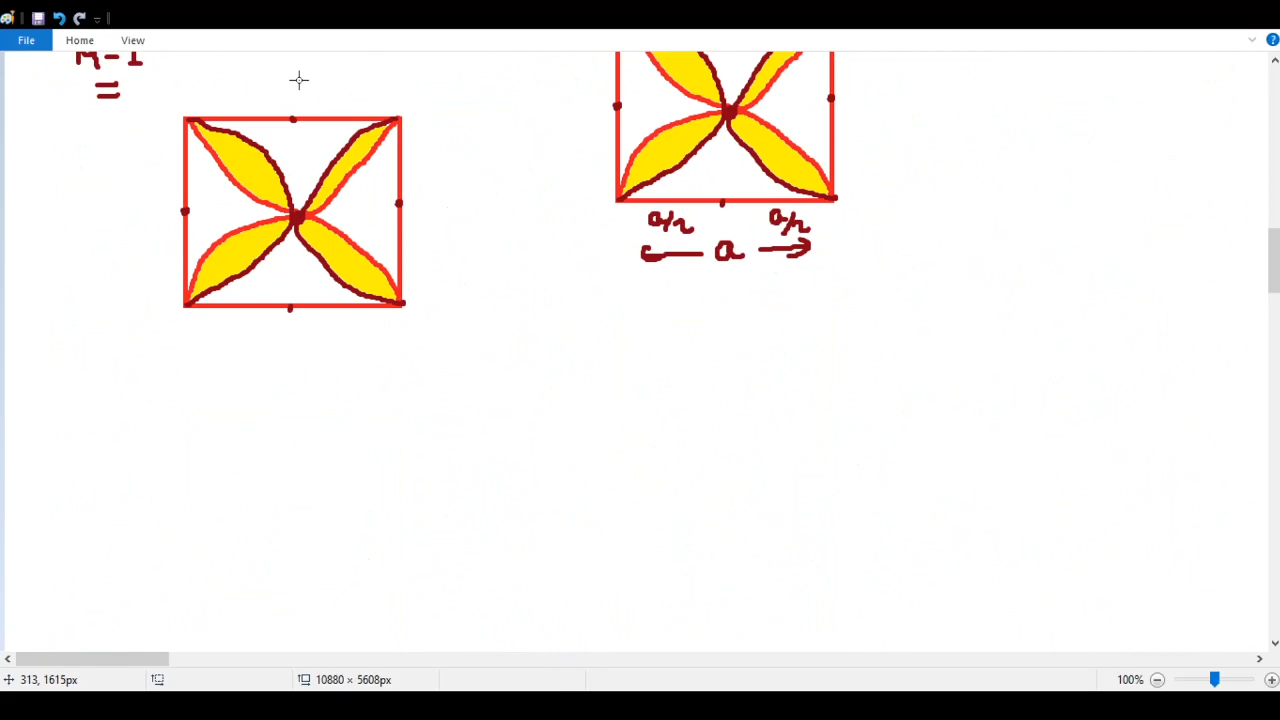 File Home View
M-1
=
a/2 a/2
a
313, 1615px 10880 × 5608px 100%